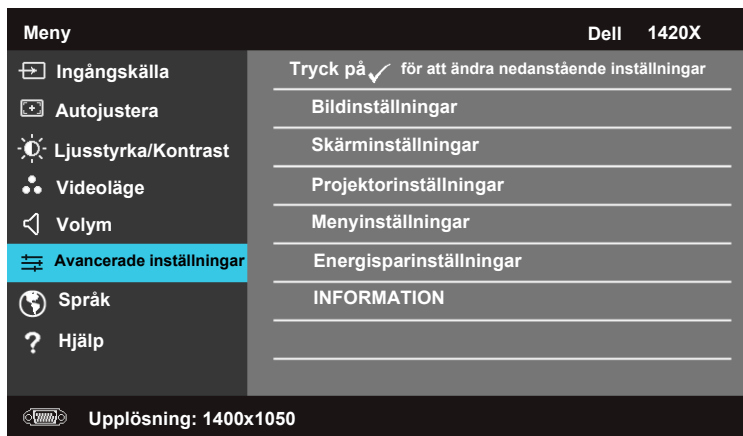 Meny Dell 1420X
Ingångskälla
Autojustera
Ljusstyrka/Kontrast
Videoläge
Volym
Avancerade inställningar
Språk
? Hjälp
Tryck på ✓ för att ändra nedanstående inställningar
Bildinställningar
Skärminställningar
Projektorinställningar
Menyinställningar
Energisparinställningar
INFORMATION
Upplösning: 1400x1050